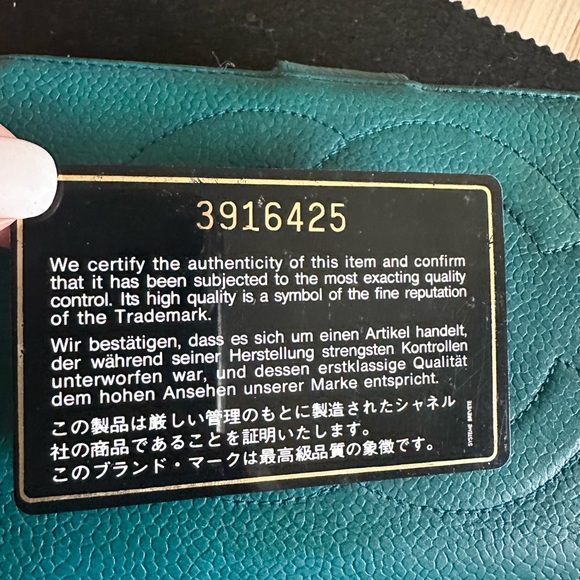 3916425
We certify the authenticity of this item and confirm
that it has been subjected to the most exacting quality
control. Its high quality is a symbol of the fine reputation
of the Trademark.
Wir bestätigen, dass es sich um einen Artikel handelt,
der während seiner Herstellung strengsten Kontrollen
unterworfen war, und dessen erstklassige Qualität
dem hohen Ansehen unserer Marke entspricht.
この製品は厳しい管理のもとに製造されたシャネル
社の商品であることを証明いたします。
このブランド・マークは最高級品質の象徴です。
SYSTEME BREVETE